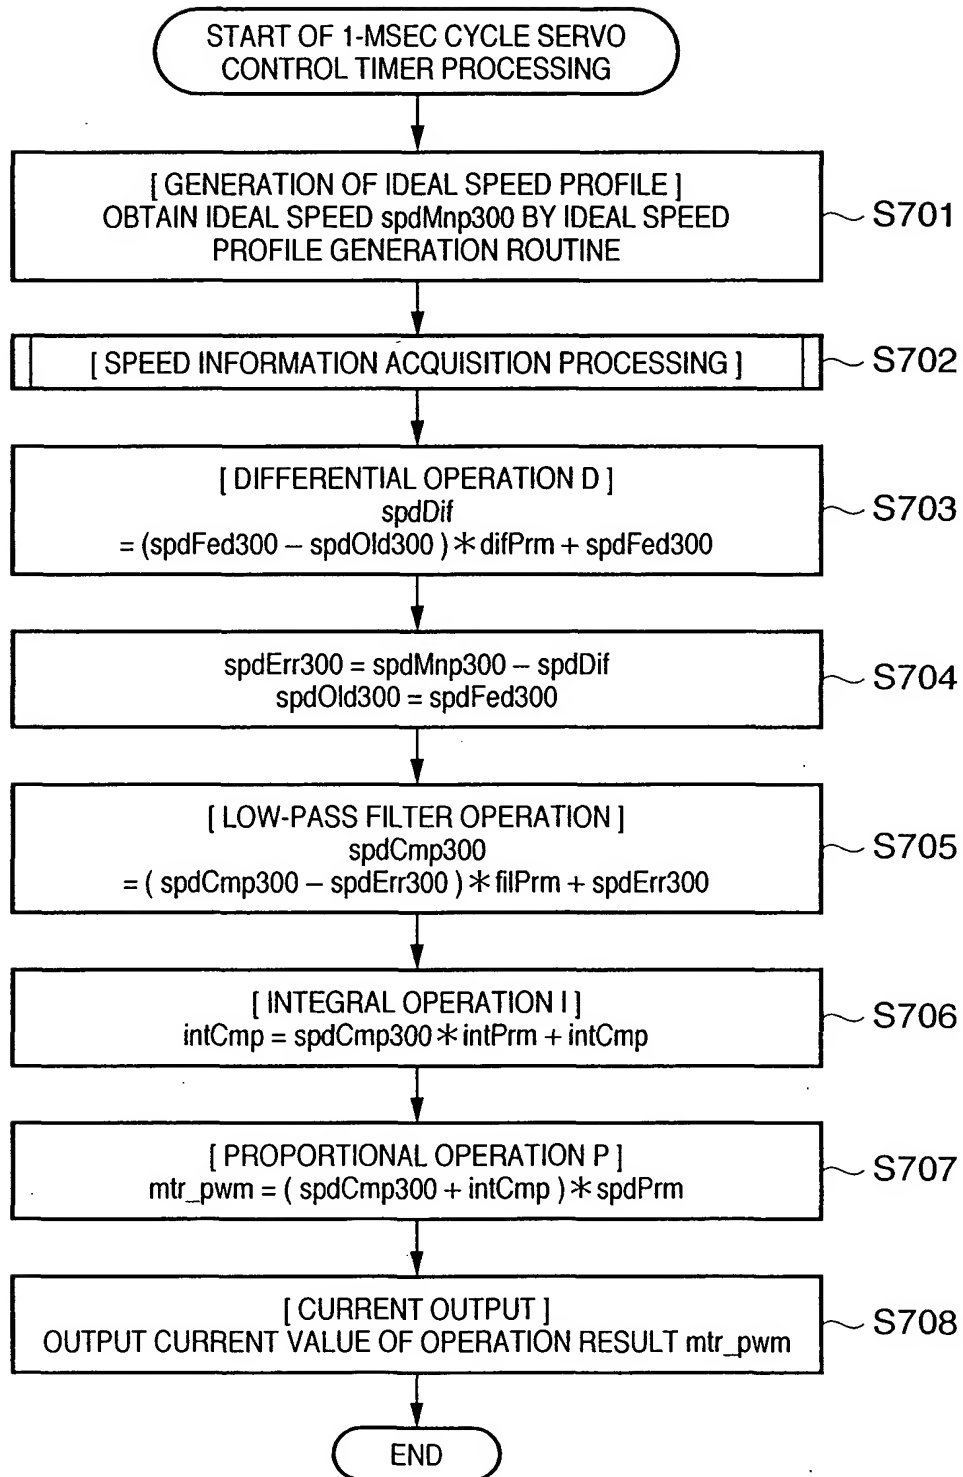 START OF 1-MSEC CYCLE SERVO
CONTROL TIMER PROCESSING
[ GENERATION OF IDEAL SPEED PROFILE ]
OBTAIN IDEAL SPEED spdMnp300 BY IDEAL SPEED
PROFILE GENERATION ROUTINE
S701
[ SPEED INFORMATION ACQUISITION PROCESSING ]
S702
[ DIFFERENTIAL OPERATION D ]
spdDif
= (spdFed300 – spdOld300 ) * difPrm + spdFed300
S703
spdErr300 = spdMnp300 – spdDif
spdOld300 = spdFed300
S704
[ LOW-PASS FILTER OPERATION ]
spdCmp300
= ( spdCmp300 – spdErr300 ) * filPrm + spdErr300
S705
[ INTEGRAL OPERATION I ]
intCmp = spdCmp300 * intPrm + intCmp
S706
[ PROPORTIONAL OPERATION P ]
mtr_pwm = ( spdCmp300 + intCmp ) * spdPrm
S707
[ CURRENT OUTPUT ]
OUTPUT CURRENT VALUE OF OPERATION RESULT mtr_pwm
S708
END